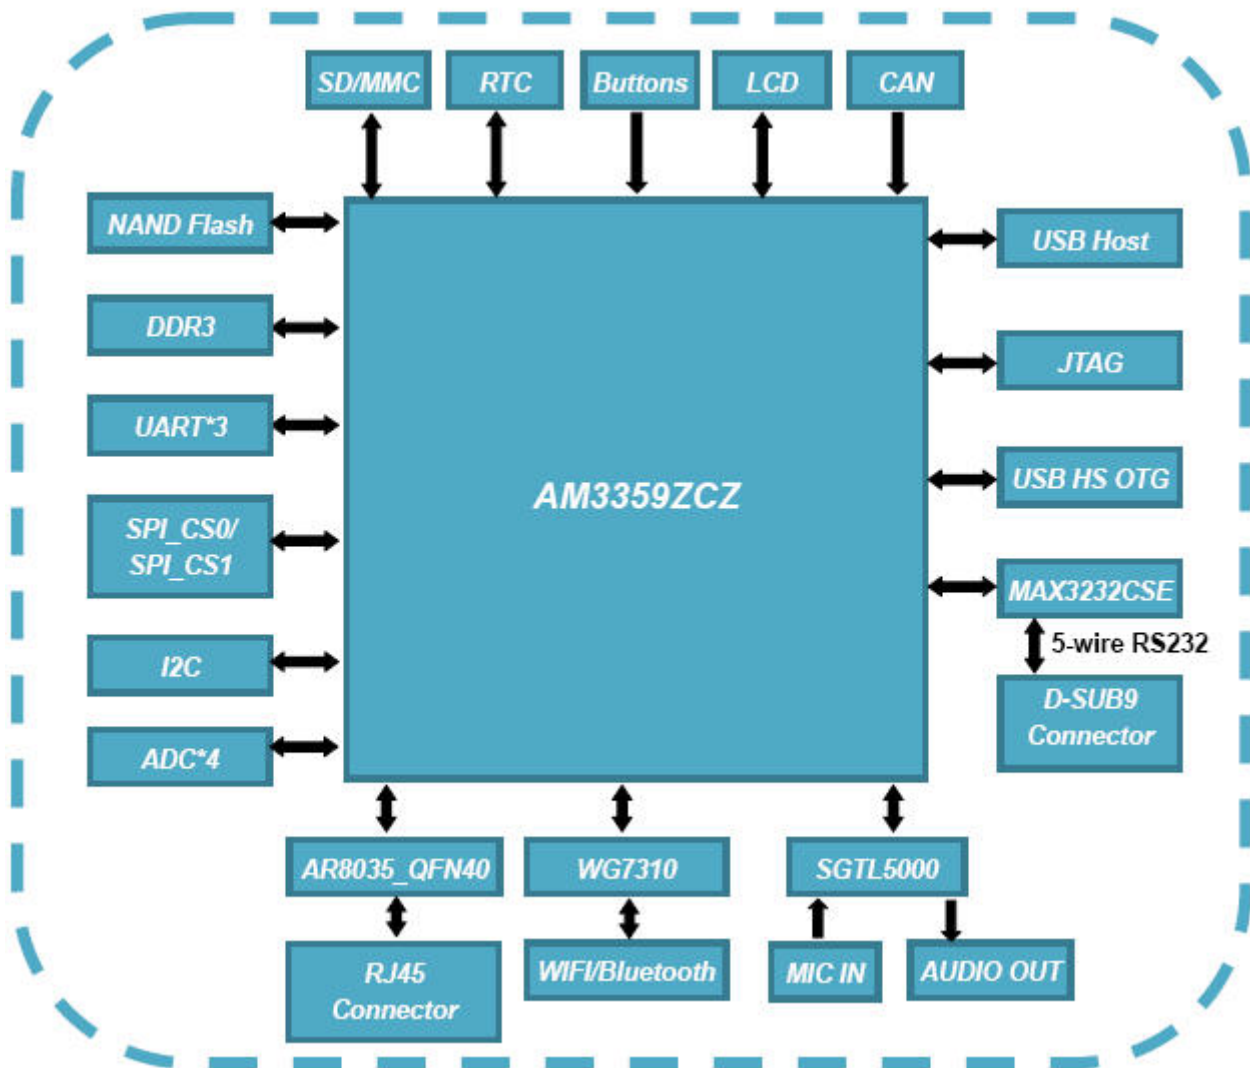 SD/MMC
RTC
Buttons
LCD
CAN
NAND Flash
DDR3
UART*3
SPI_CS0/
SPI_CS1
I2C
ADC*4
AM3359ZCZ
USB Host
JTAG
USB HS OTG
MAX3232CSE
5-wire RS232
D-SUB9
Connector
AR8035_QFN40
WG7310
SGTL5000
RJ45
Connector
WIFI/Bluetooth
MIC IN
AUDIO OUT